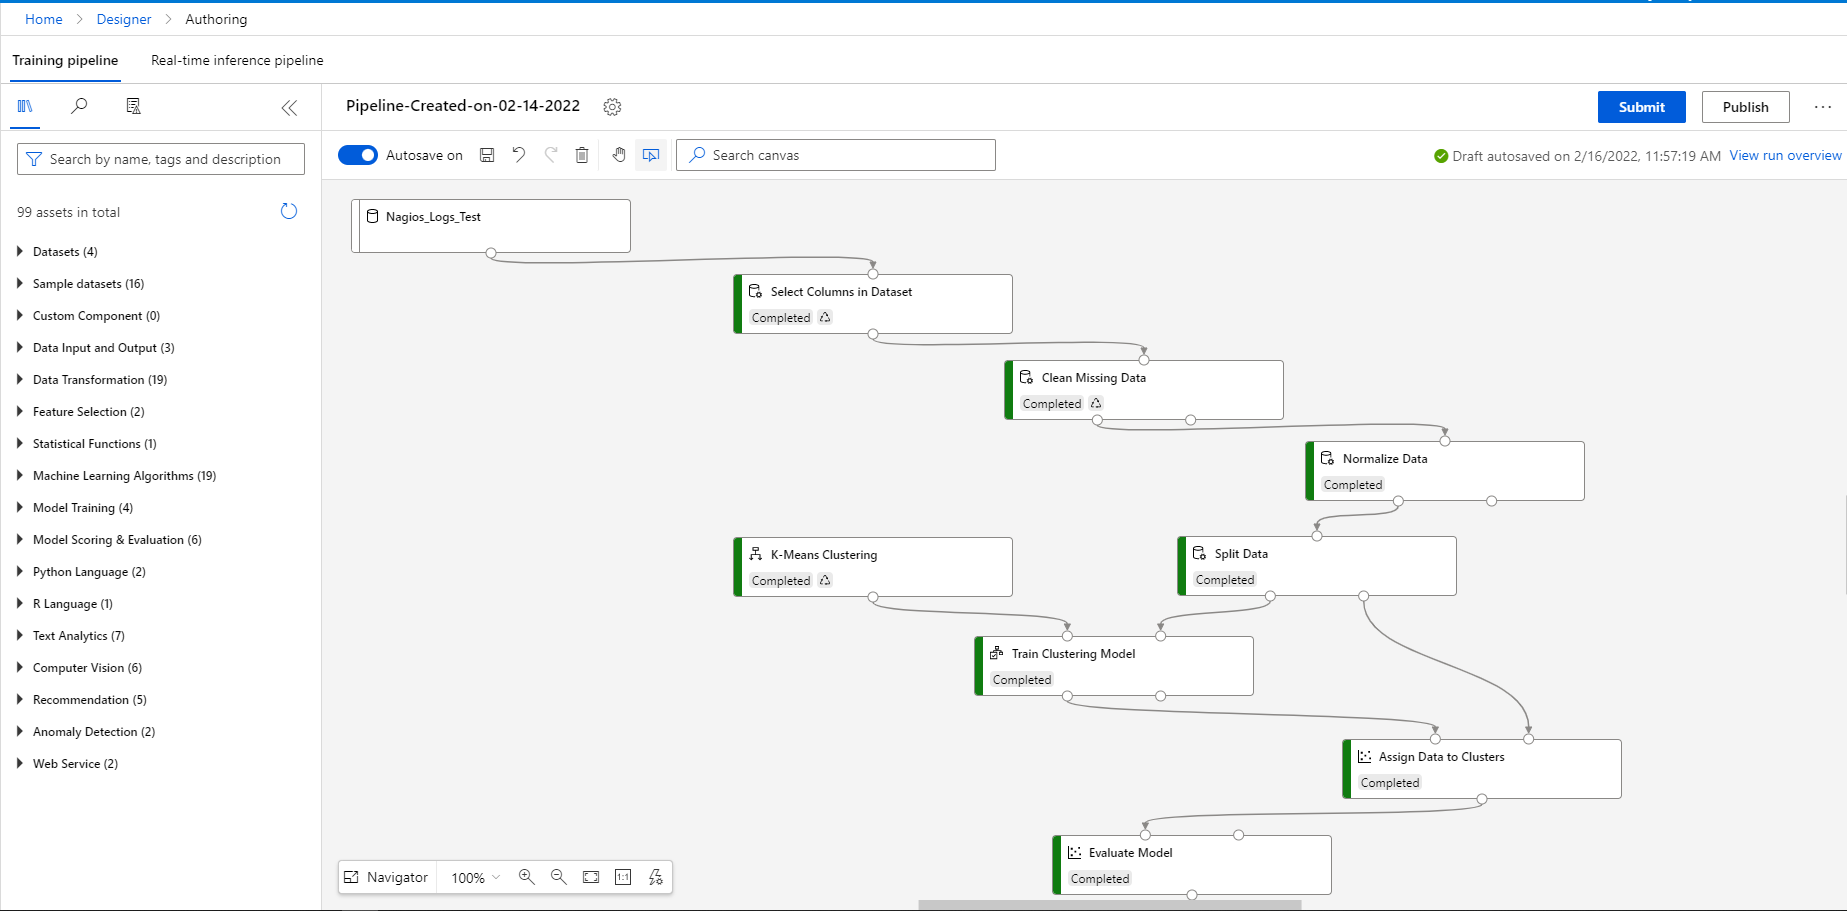 Home > Designer > Authoring
Training pipeline Real-time inference pipeline
Pipeline-Created-on-02-14-2022
Submit
Publish
Search by name, tags and description
99 assets in total
Datasets (4)
Sample datasets (16)
Custom Component (0)
Data Input and Output (3)
Data Transformation (19)
Feature Selection (2)
Statistical Functions (1)
Machine Learning Algorithms (19)
Model Training (4)
Model Scoring & Evaluation (6)
Python Language (2)
R Language (1)
Text Analytics (7)
Computer Vision (6)
Recommendation (5)
Anomaly Detection (2)
Web Service (2)
Autosave on
Search canvas
Draft autosaved on 2/16/2022, 11:57:19 AM View run overview
Nagios_Logs_Test
Select Columns in Dataset
Completed
Clean Missing Data
Completed
Normalize Data
Completed
K-Means Clustering
Completed
Split Data
Completed
Train Clustering Model
Completed
Assign Data to Clusters
Completed
Evaluate Model
Completed
Navigator 100% 1:1